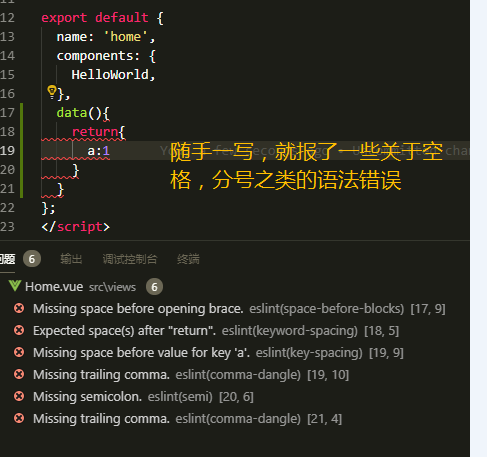 12 export default {
13 name: 'home',
14 components: {
15 HelloWorld,
16 },
17 data(){
18 return{
19 a:1
20 }
21 }
22 };
23 </script>
随手一写，就报了一些关于空
格，分号之类的语法错误
问题 6 输出 调试控制台 终端
Home.vue src\views 6
Missing space before opening brace. eslint(space-before-blocks) [17, 9]
Expected space(s) after "return". eslint(keyword-spacing) [18, 5]
Missing space before value for key 'a'. eslint(key-spacing) [19, 9]
Missing trailing comma. eslint(comma-dangle) [19, 10]
Missing semicolon. eslint(semi) [20, 6]
Missing trailing comma. eslint(comma-dangle) [21, 4]